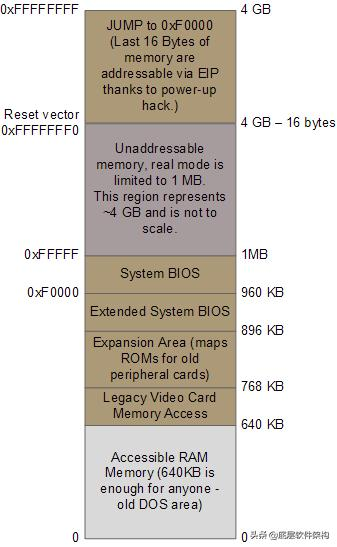 0xFFFFFFFF
4 GB
JUMP to 0xF0000
(Last 16 Bytes of
memory are
addressable via EIP
thanks to power-up
hack.)
Reset vector
0xFFFFFFF0
4 GB – 16 bytes
Unaddressable
memory, real mode is
limited to 1 MB.
This region represents
~4 GB and is not to
scale.
0xFFFFF
1MB
System BIOS
0xF0000
960 KB
Extended System BIOS
896 KB
Expansion Area (maps
ROMs for old
peripheral cards)
768 KB
Legacy Video Card
Memory Access
640 KB
Accessible RAM
Memory (640KB is
enough for anyone -
old DOS area)
0
0
头条 @底层软件架构